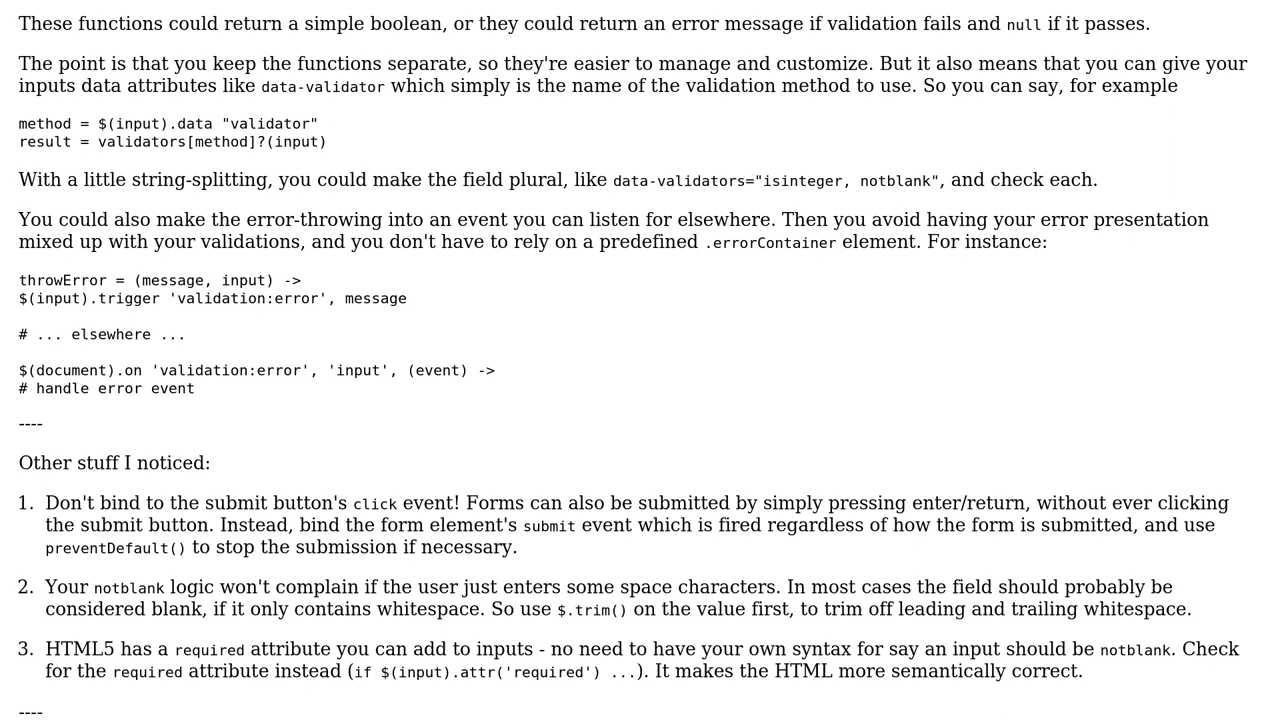 These functions could return a simple boolean, or they could return an error message if validation fails and null if it passes.
The point is that you keep the functions separate, so they're easier to manage and customize. But it also means that you can give your
inputs data attributes like data-validator which simply is the name of the validation method to use. So you can say, for example
method = $(input).data "validator"
result = validators[method]?(input)
With a little string-splitting, you could make the field plural, like data-validators="isinteger, notblank", and check each.
You could also make the error-throwing into an event you can listen for elsewhere. Then you avoid having your error presentation
mixed up with your validations, and you don't have to rely on a predefined .errorContainer element. For instance:
throwError = (message, input) ->
$(input).trigger 'validation:error', message
# ... elsewhere ...
$(document).on 'validation:error', 'input', (event) ->
# handle error event
----
Other stuff I noticed:
1. Don't bind to the submit button's click event! Forms can also be submitted by simply pressing enter/return, without ever clicking
the submit button. Instead, bind the form element's submit event which is fired regardless of how the form is submitted, and use
preventDefault() to stop the submission if necessary.
2. Your notblank logic won't complain if the user just enters some space characters. In most cases the field should probably be
considered blank, if it only contains whitespace. So use $.trim() on the value first, to trim off leading and trailing whitespace.
3. HTML5 has a required attribute you can add to inputs - no need to have your own syntax for say an input should be notblank. Check
for the required attribute instead (if $(input).attr('required') ...). It makes the HTML more semantically correct.
----